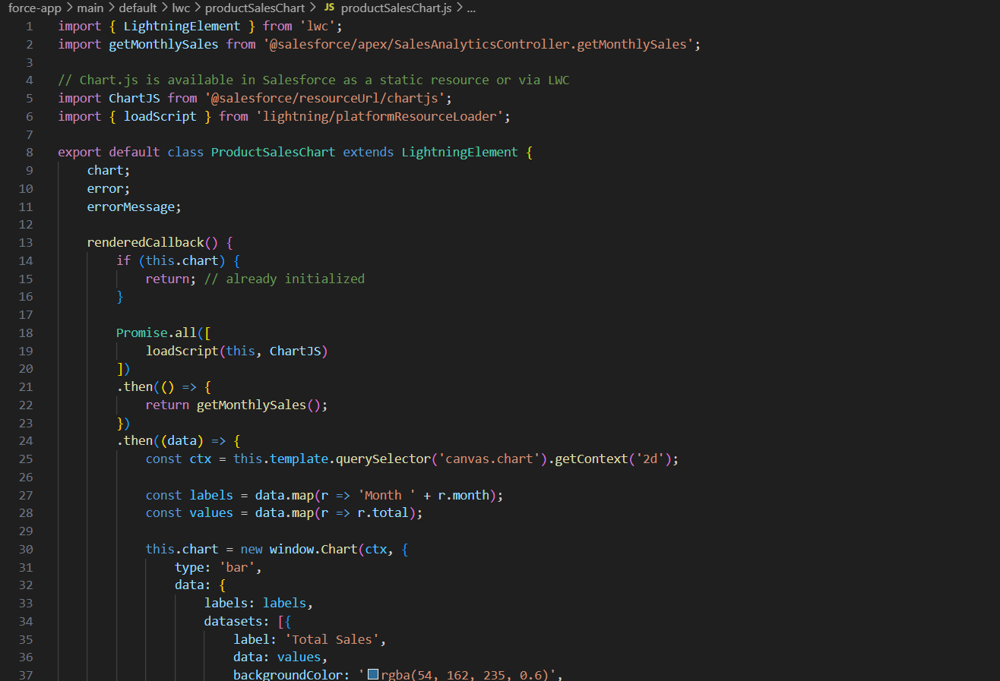 force-app > main > default > lwc > productSalesChart > JS productSalesChart.js > ...
1 import { LightningElement } from 'lwc';
2 import getMonthlySales from '@salesforce/apex/SalesAnalyticsController.getMonthlySales';
3
4 // Chart.js is available in Salesforce as a static resource or via LWC
5 import ChartJS from '@salesforce/resourceUrl/chartjs';
6 import { loadScript } from 'lightning/platformResourceLoader';
7
8 export default class ProductSalesChart extends LightningElement {
9     chart;
10     error;
11     errorMessage;
12
13     renderedCallback() {
14         if (this.chart) {
15             return; // already initialized
16         }
17
18         Promise.all([
19             loadScript(this, ChartJS)
20         ])
21         .then(() => {
22             return getMonthlySales();
23         })
24         .then((data) => {
25             const ctx = this.template.querySelector('canvas.chart').getContext('2d');
26
27             const labels = data.map(r => 'Month ' + r.month);
28             const values = data.map(r => r.total);
29
30             this.chart = new window.Chart(ctx, {
31                 type: 'bar',
32                 data: {
33                     labels: labels,
34                     datasets: [{
35                         label: 'Total Sales',
36                         data: values,
37                         backgroundColor: 'rgba(54, 162, 235, 0.6)',